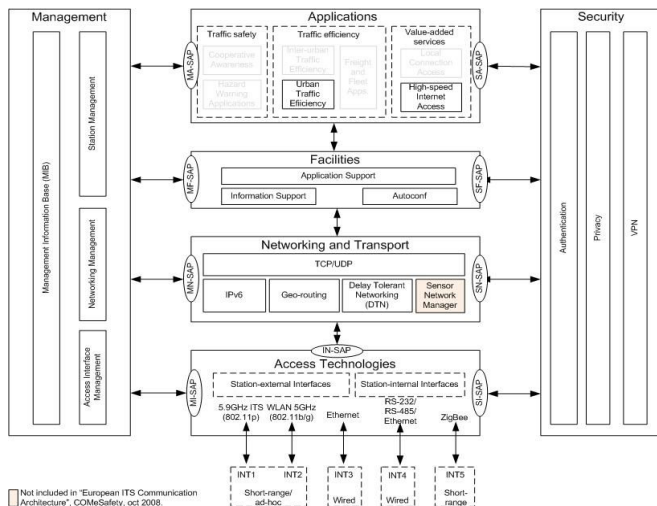 Management
Applications
Security
Management Information Base (MIB)
Station Management
Networking Management
Access Interface
Management
MA-SAP
MF-SAP
MN-SAP
MI-SAP
Traffic safety
Cooperative
Awareness
Hazard
Warning
Applications
Traffic efficiency
Inter-urban
Traffic
Efficiency
Urban
Traffic
Efiiciency
Freight
and
Fleet
Apps.
Value-added
services
Local
Connection
Access
High-speed
Internet
Access
SA-SAP
SF-SAP
SN-SAP
SI-SAP
Facilities
Application Support
Information Support
Autoconf
Networking and Transport
TCP/UDP
IPv6
Geo-routing
Delay Tolerant
Networking
(DTN)
Sensor
Network
Manager
IN-SAP
Access Technologies
Station-external Interfaces
Station-internal Interfaces
5.9GHz ITS
(802.11p)
WLAN 5GHz
(802.11b/g)
Ethernet
RS-232/
RS-485/
Ethernet
ZigBee
INT1
INT2
INT3
INT4
INT5
Short-range/
ad-hoc
Wired
Wired
Short-
range
Authentication
Privacy
VPN
Not included in "European ITS Communication
Architecture", COMeSafety, oct 2008.